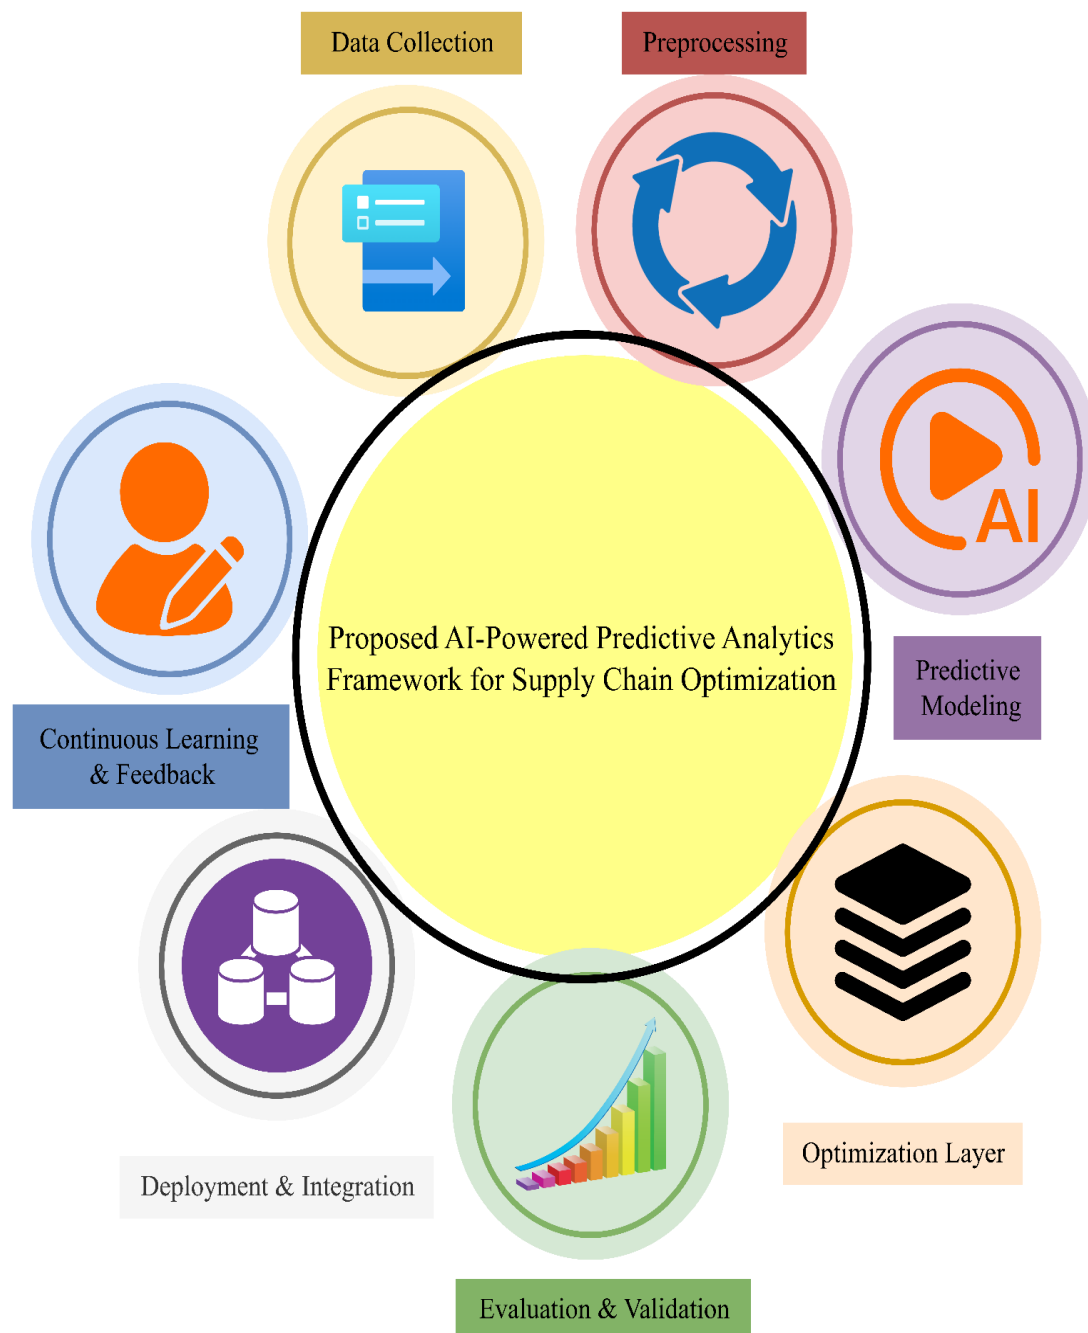 Data Collection
Preprocessing
AI
Predictive
Modeling
Proposed AI-Powered Predictive Analytics
Framework for Supply Chain Optimization
Continuous Learning
& Feedback
Optimization Layer
Deployment & Integration
Evaluation & Validation